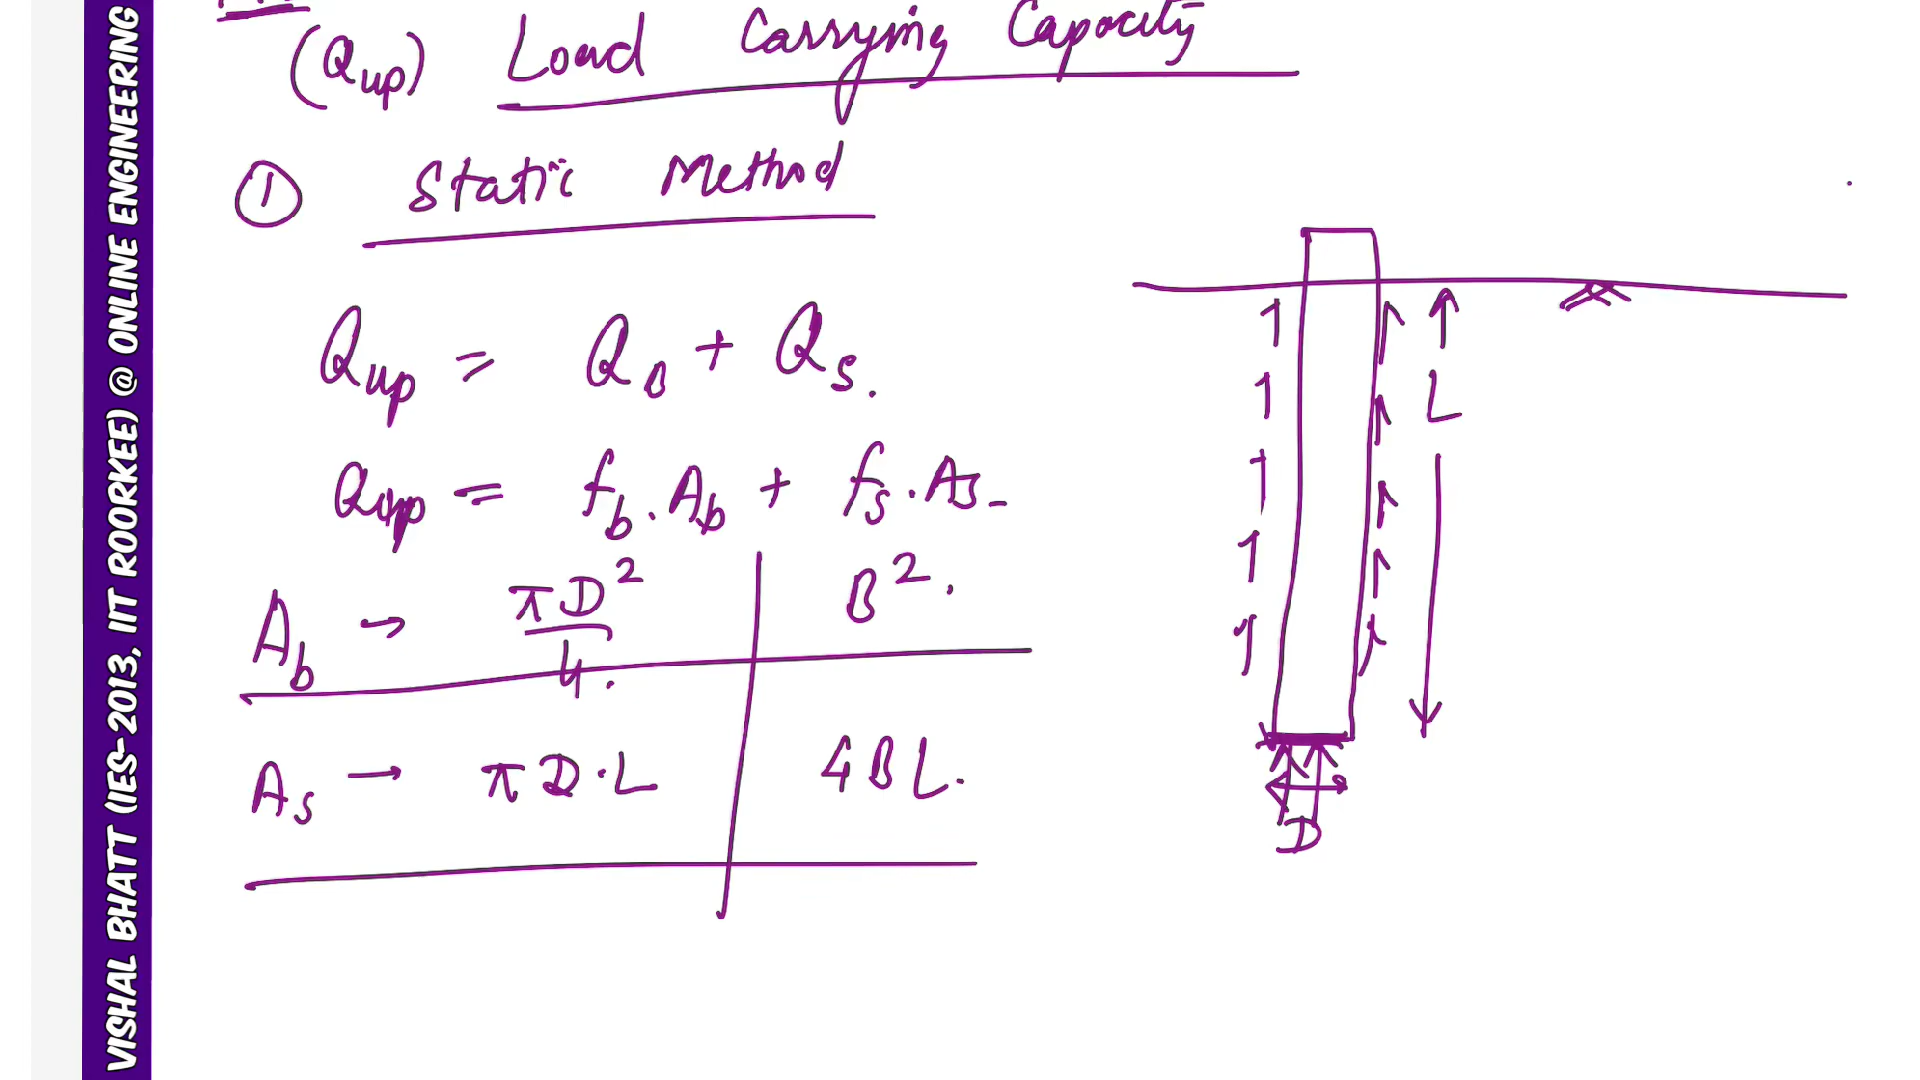 VISHAL BHATT (IES-2013, IIT ROORKEE) @ ONLINE ENGINEERING
(Qup) Load Carrying Capacity
① Static Method
Qup = QB + Qs.
Qup = fb.Ab + fs.As-
Ab → πD²/4. B².
As → πD·L 4BL.
L
D